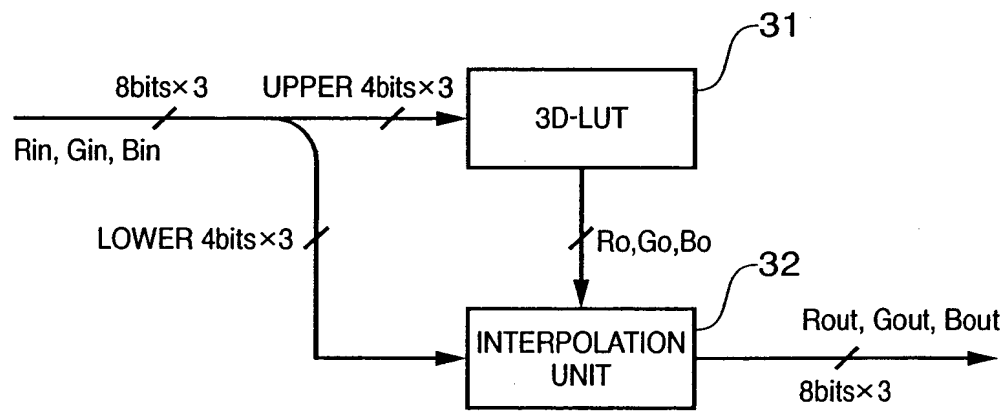 31
8bits×3
UPPER 4bits×3
3D-LUT
Rin, Gin, Bin
LOWER 4bits×3
Ro,Go,Bo
32
INTERPOLATION
UNIT
Rout, Gout, Bout
8bits×3